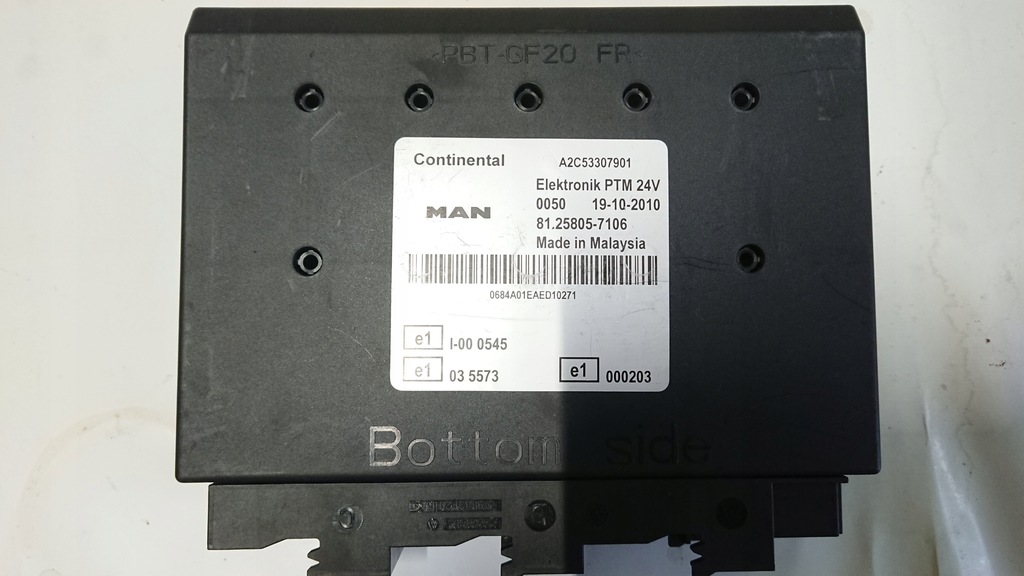 >PBT-GF20 FR<
Continental A2C53307901
Elektronik PTM 24V
MAN 0050 19-10-2010
81.25805-7106
Made in Malaysia
0684A01EAED10271
e1 I-00 0545
e1 03 5573 e1 000203
Bottom side